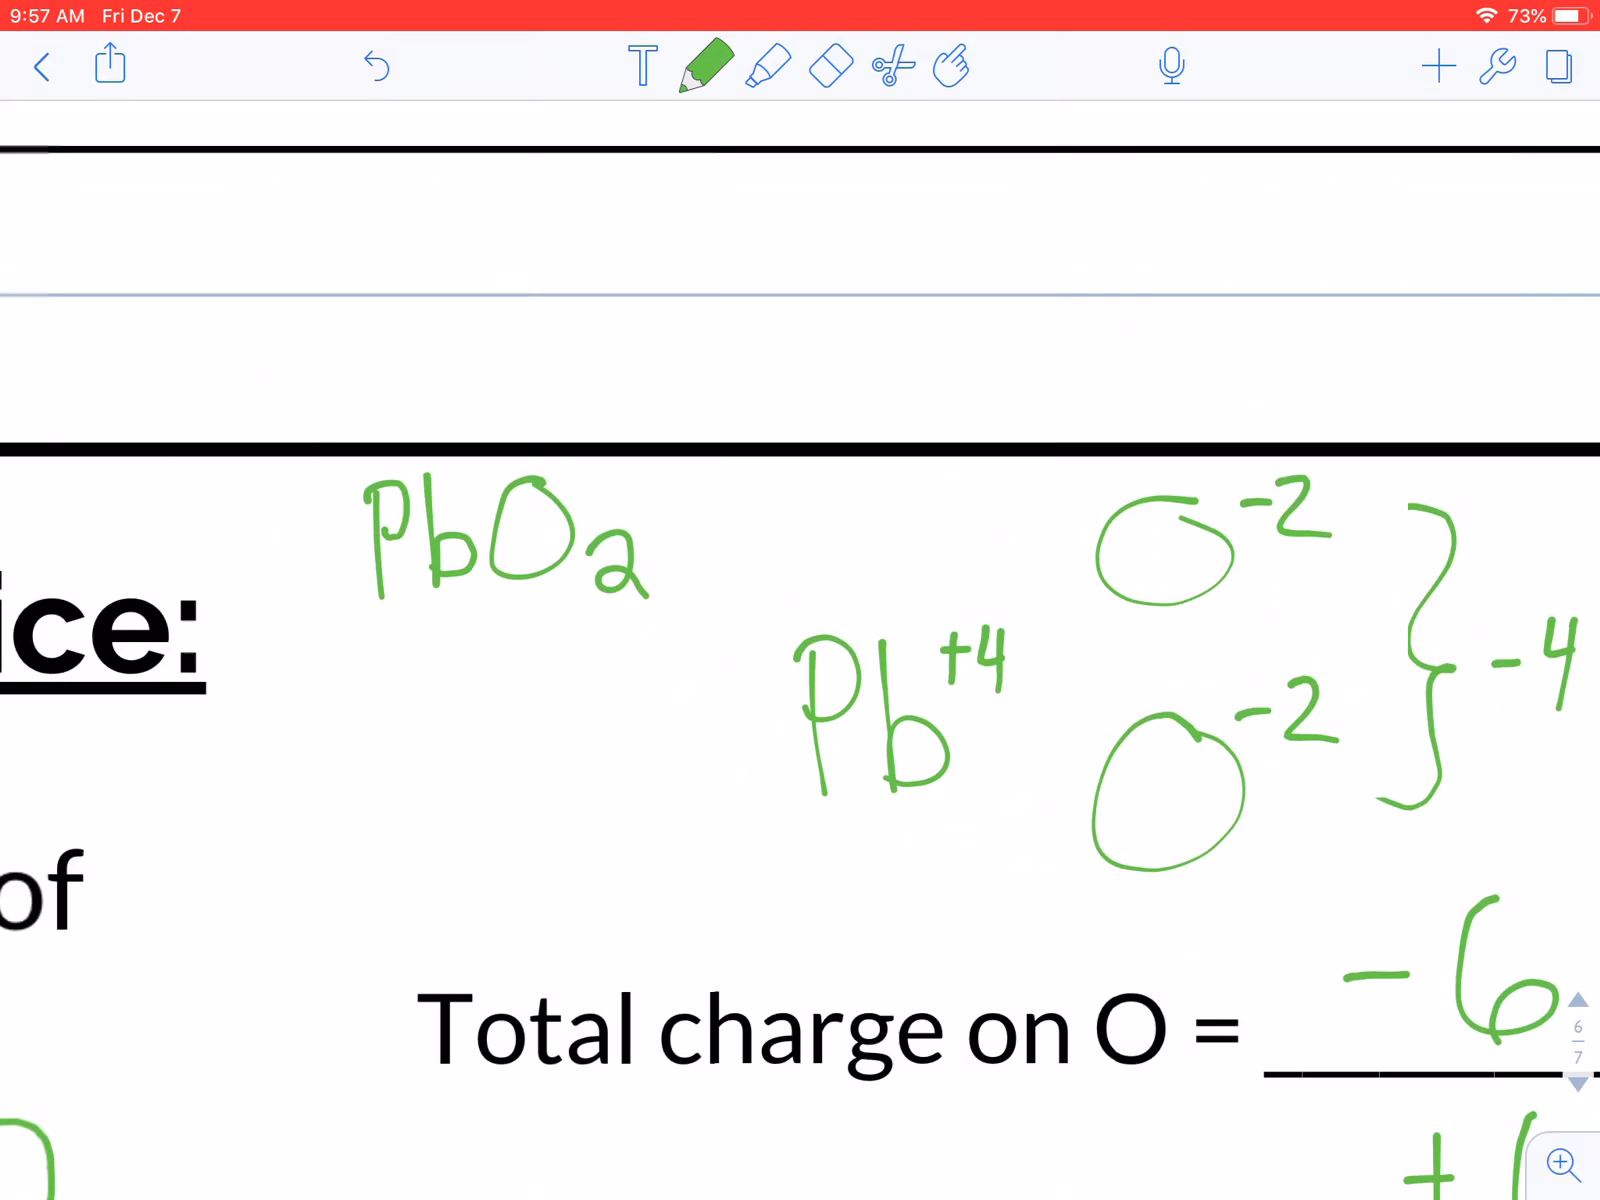 9:57 AM Fri Dec 7 73%
T
PbO2
O-2
ice:
Pb+4
-4
O-2
of
-6
Total charge on O =
6
7
+